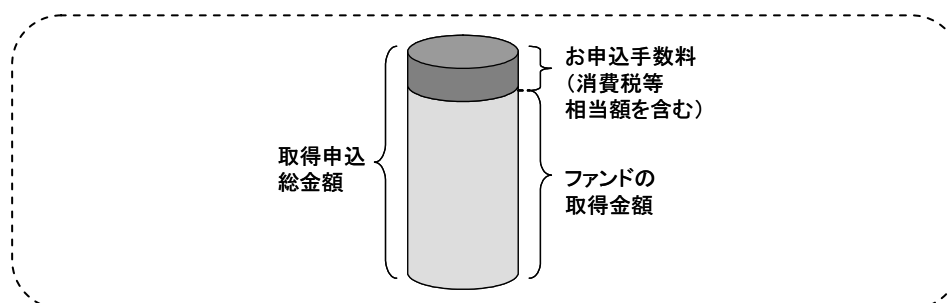 お申込手数料
（消費税等
相当額を含む）
取得申込
総金額
ファンドの
取得金額